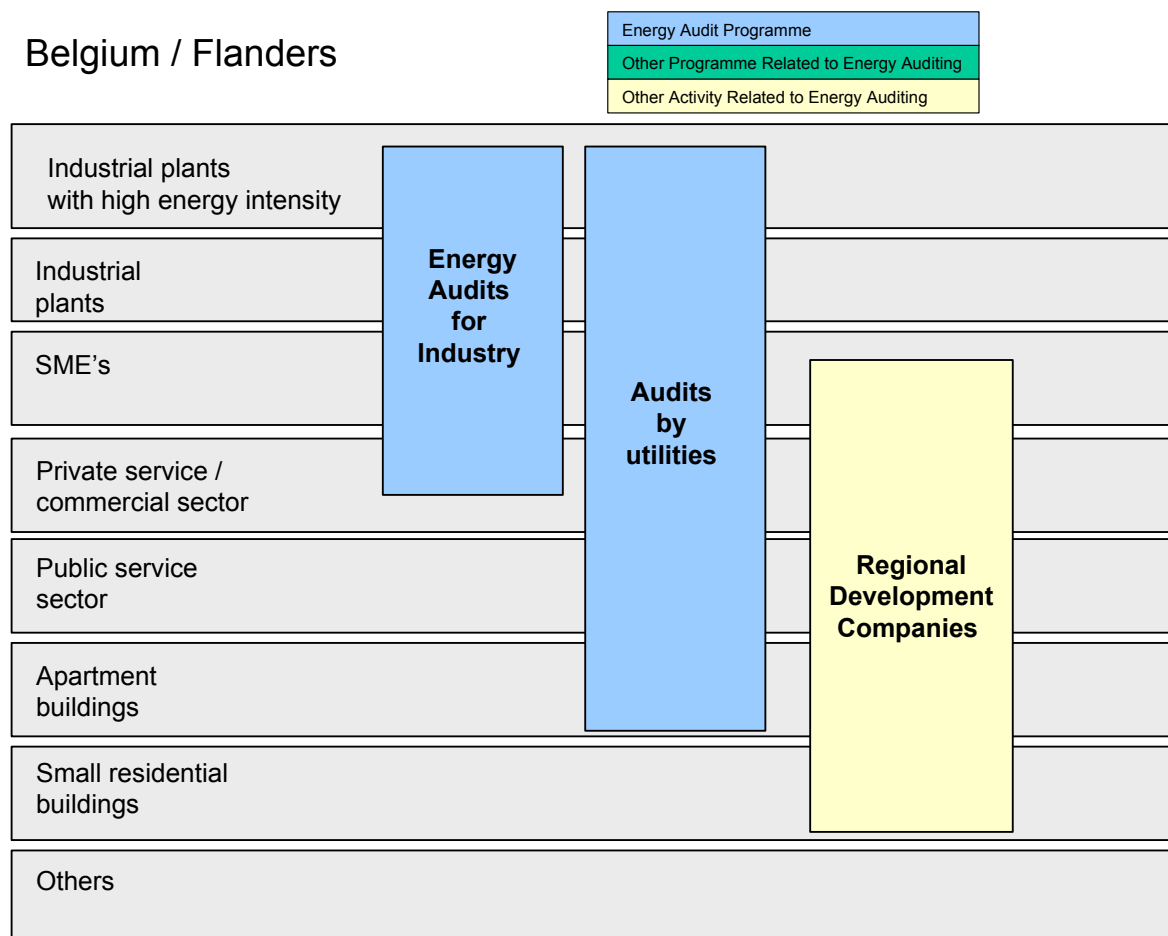 Belgium / Flanders
Energy Audit Programme
Other Programme Related to Energy Auditing
Other Activity Related to Energy Auditing
Industrial plants
with high energy intensity
Industrial
plants
SME’s
Private service /
commercial sector
Public service
sector
Apartment
buildings
Small residential
buildings
Others
Energy
Audits
for
Industry
Audits
by
utilities
Regional
Development
Companies